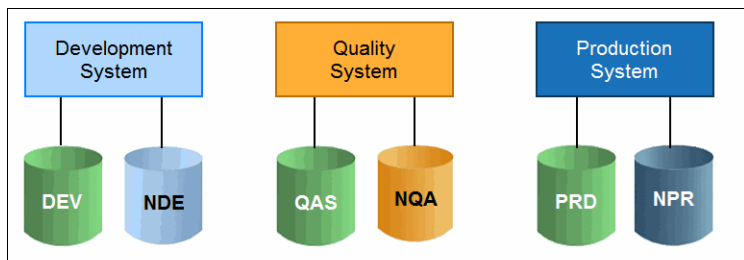 Development
System
Quality
System
Production
System
DEV
NDE
QAS
NQA
PRD
NPR